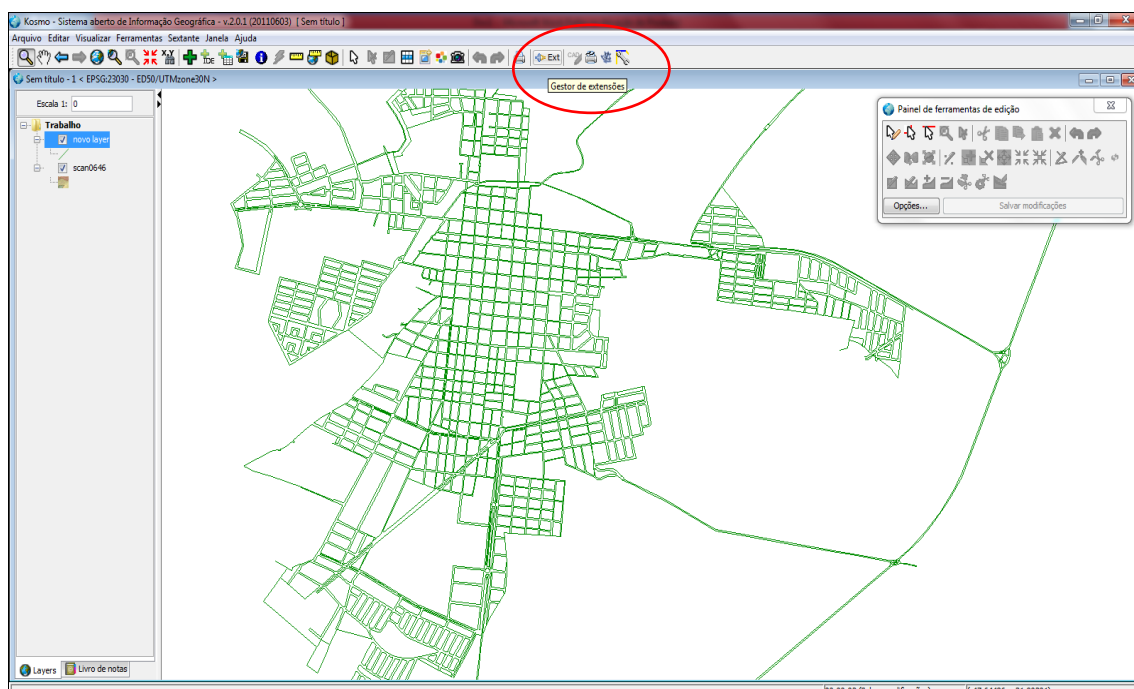 Kosmo - Sistema aberto de Informação Geográfica - v.2.0.1 (20110603) [ Sem título ]
Arquivo Editar Visualizar Ferramentas Sextante Janela Ajuda
Ext
Gestor de extensões
Sem título - 1 < EPSG:23030 - ED50/UTMzone30N >
Escala 1: 0
Trabalho
novo layer
scan0646
Painel de ferramentas de edição
Opções... Salvar modificações
Layers Livro de notas